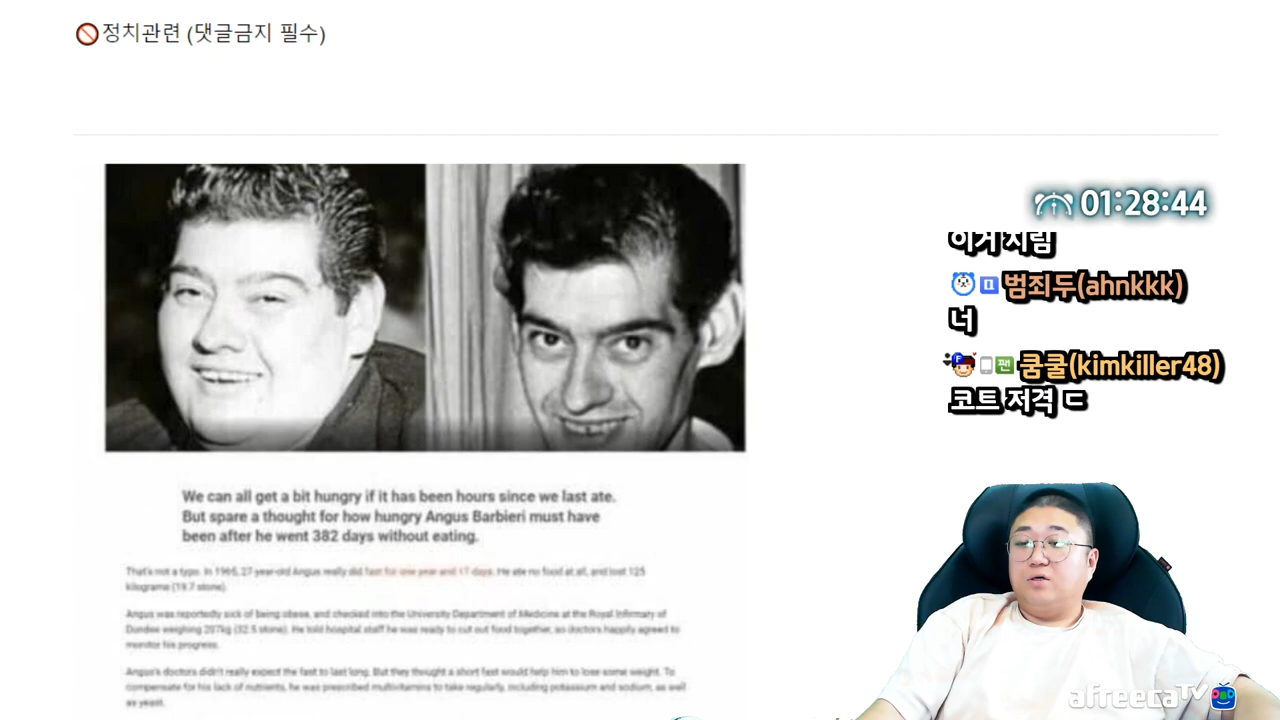 정치관련 (댓글금지 필수)
01:28:44
이거처럼
범죄두(ahnkkk)
너
쿰쿨(kimkiller48)
코트 저격 ㄷ
We can all get a bit hungry if it has been hours since we last ate.
But spare a thought for how hungry Angus Barbieri must have
been after he went 382 days without eating.
That's not a typo. In 1965, 27-year-old Angus really did fast for one year and 17 days. He ate no food at all, and lost 125
kilograms (19.7 stone).
Angus was reportedly sick of being obese, and checked into the University Department of Medicine at the Royal Infirmary of
Dundee weighing 207kg (32.5 stone). He told hospital staff he was ready to cut out food together, so doctors happily agreed to
monitor his progress.
Angus's doctors didn't really expect the fast to last long. But they thought a short fast would help him to lose some weight. To
compensate for his lack of nutrients, he was prescribed multivitamins to take regularly, including potassium and sodium, as well
as yeast.
afreecaTV